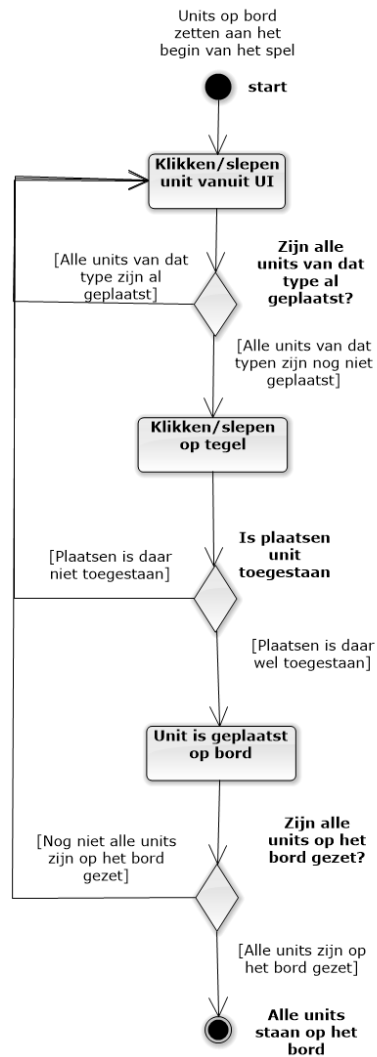 Units op bord
zetten aan het
begin van het spel
start
Klikken/slepen
unit vanuit UI
Zijn alle
units van dat
type al
geplaatst?
[Alle units van dat
type zijn al
geplaatst]
[Alle units van dat
typen zijn nog niet
geplaatst]
Klikken/slepen
op tegel
Is plaatsen
unit
toegestaan
[Plaatsen is daar
niet toegestaan]
[Plaatsen is daar
wel toegestaan]
Unit is geplaatst
op bord
Zijn alle
units op het
bord gezet?
[Nog niet alle units
zijn op het bord
gezet]
[Alle units zijn op
het bord gezet]
Alle units
staan op het
bord